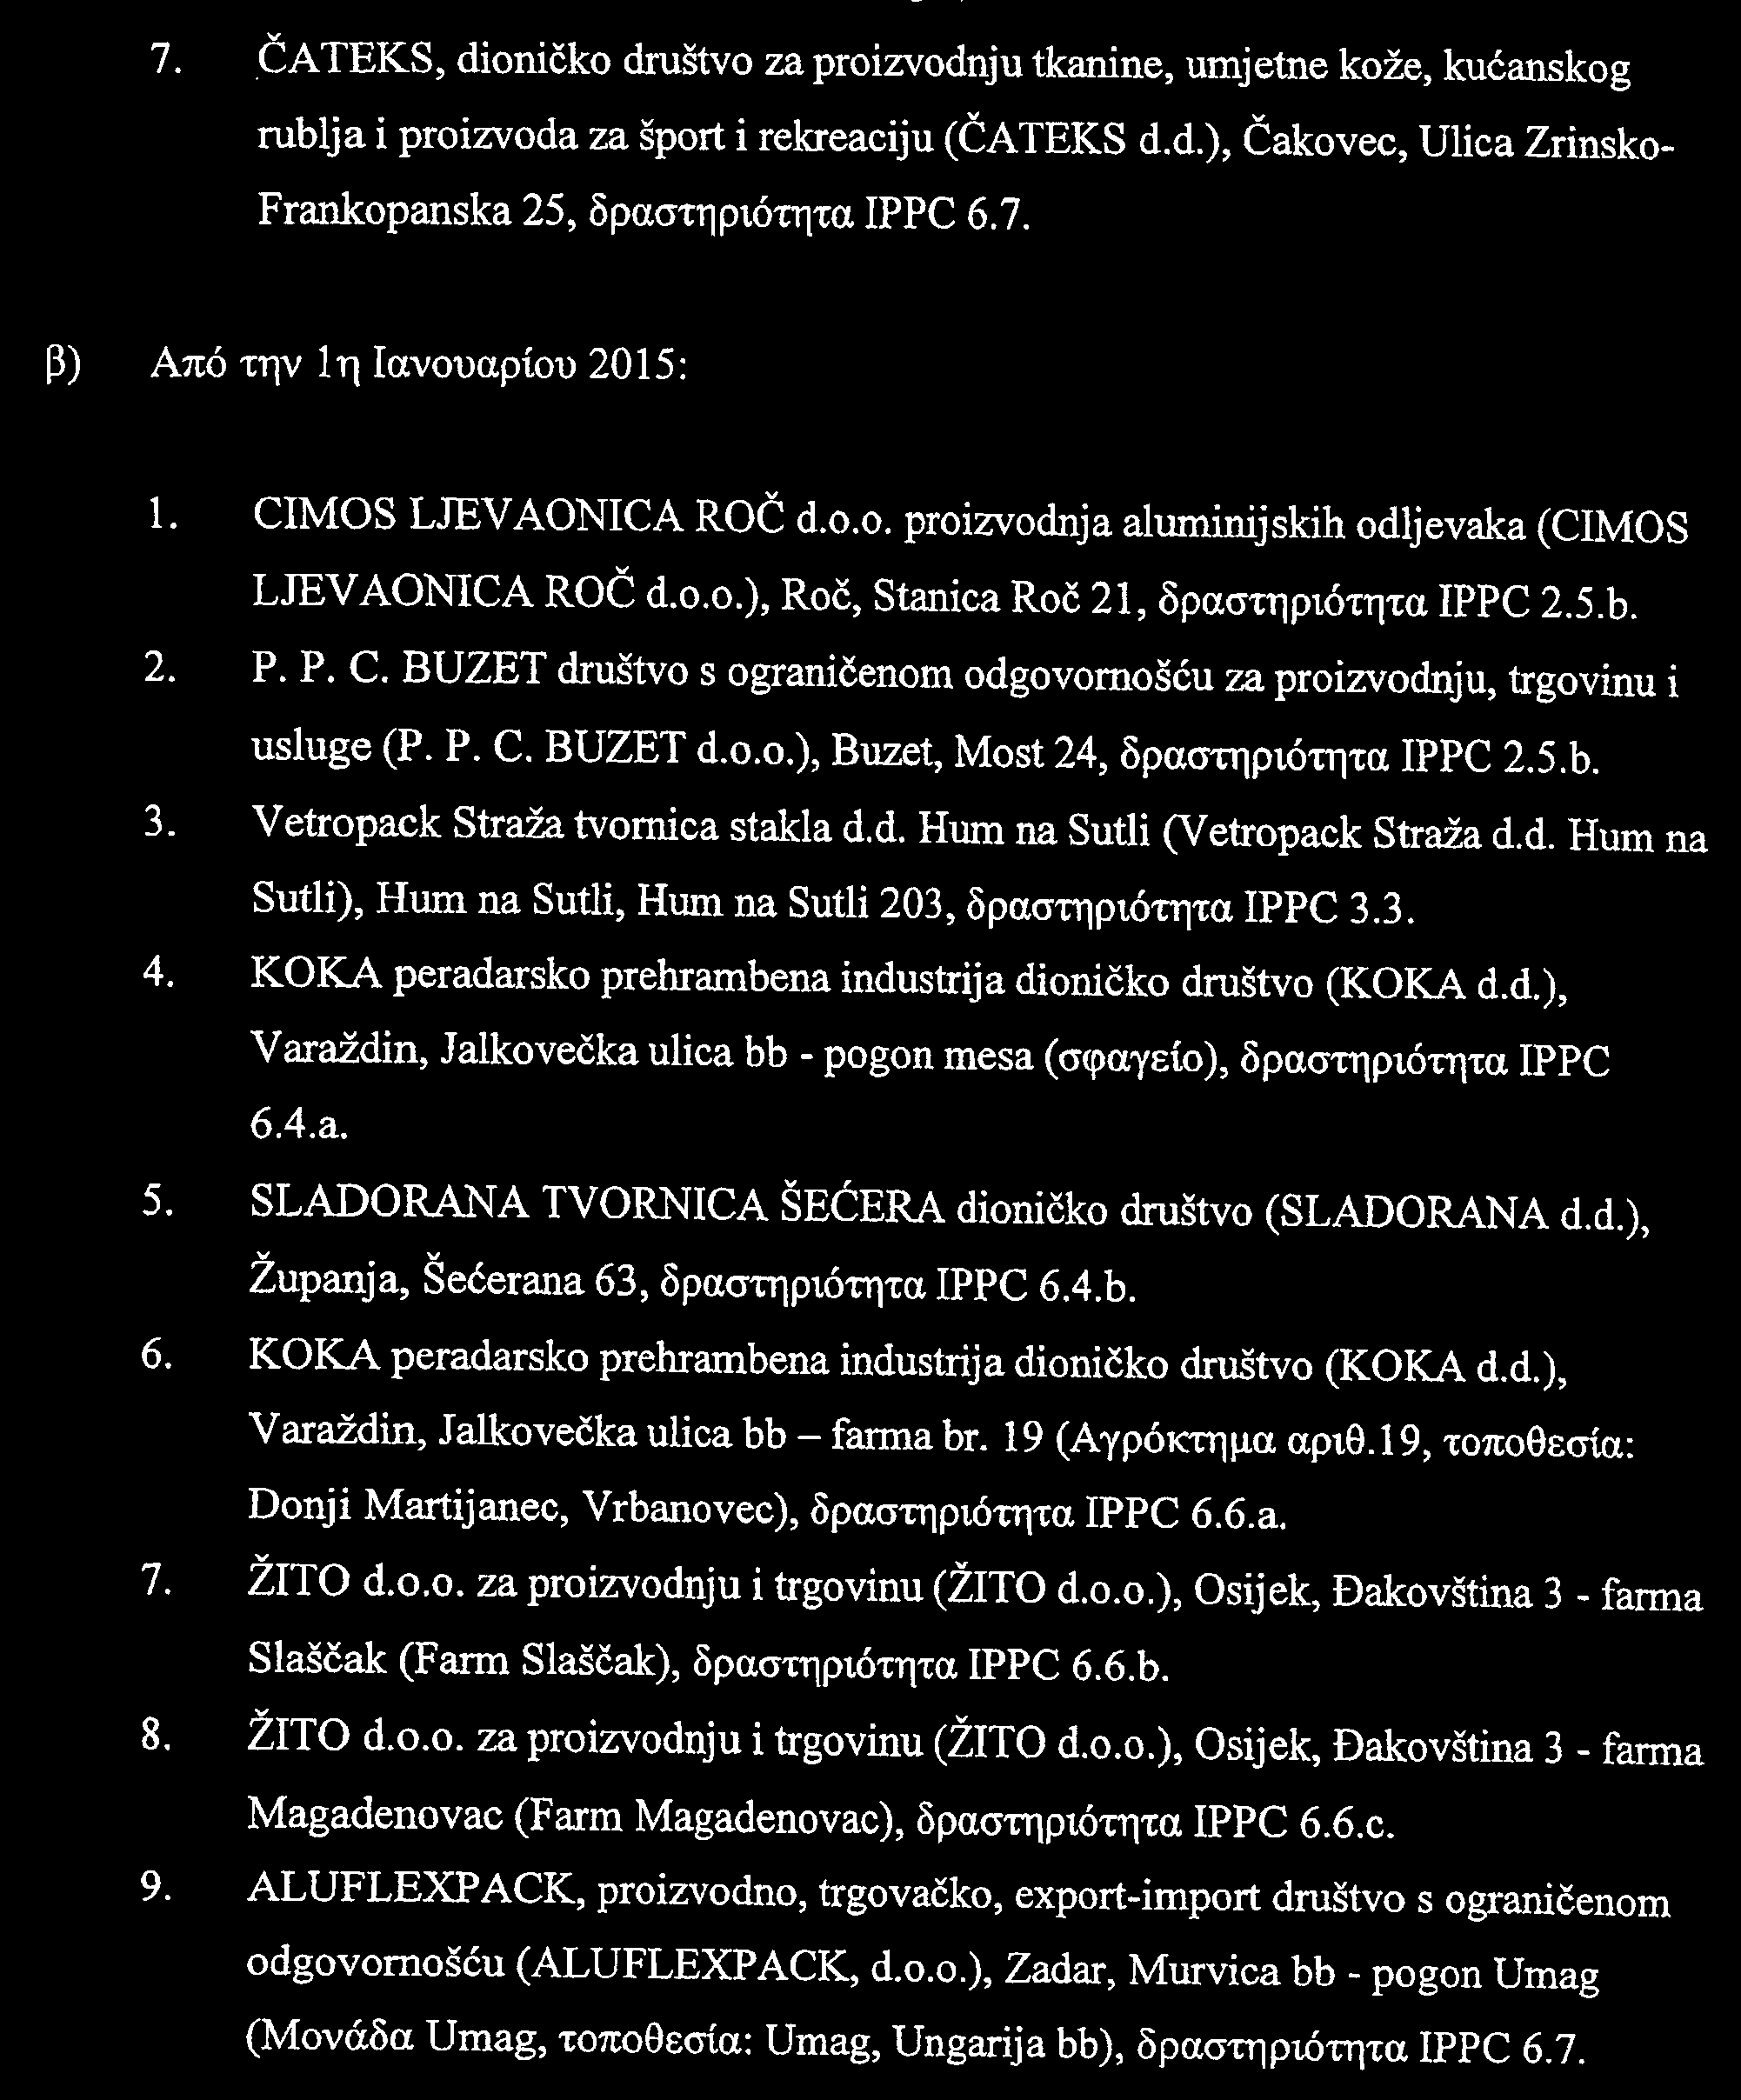 7. ČATEKS, dioničko društvo za proizvodnju tkanine, umjetne kože, kućanskog
rublja i proizvoda za šport i rekreaciju (ČATEKS d.d.), Čakovec, Ulica Zrinsko-
Frankopanska 25, δραστηριότητα IPPC 6.7.
β) Από την 1η Ιανουαρίου 2015:
1. CIMOS LJEVAONICA ROČ d.o.o. proizvodnja aluminijskih odljevaka (CIMOS
LJEVAONICA ROČ d.o.o.), Roč, Stanica Roč 21, δραστηριότητα IPPC 2.5.b.
2. P. P. C. BUZET društvo s ograničenom odgovornošću za proizvodnju, trgovinu i
usluge (P. P. C. BUZET d.o.o.), Buzet, Most 24, δραστηριότητα IPPC 2.5.b.
3. Vetropack Straža tvornica stakla d.d. Hum na Sutli (Vetropack Straža d.d. Hum na
Sutli), Hum na Sutli, Hum na Sutli 203, δραστηριότητα IPPC 3.3.
4. KOKA peradarsko prehrambena industrija dioničko društvo (KOKA d.d.),
Varaždin, Jalkovečka ulica bb - pogon mesa (σφαγείο), δραστηριότητα IPPC
6.4.a.
5. SLADORANA TVORNICA ŠEĆERA dioničko društvo (SLADORANA d.d.),
Županja, Šećerana 63, δραστηριότητα IPPC 6.4.b.
6. KOKA peradarsko prehrambena industrija dioničko društvo (KOKA d.d.),
Varaždin, Jalkovečka ulica bb – farma br. 19 (Αγρόκτημα αριθ.19, τοποθεσία:
Donji Martijanec, Vrbanovec), δραστηριότητα IPPC 6.6.a.
7. ŽITO d.o.o. za proizvodnju i trgovinu (ŽITO d.o.o.), Osijek, Đakovština 3 - farma
Slaščak (Farm Slaščak), δραστηριότητα IPPC 6.6.b.
8. ŽITO d.o.o. za proizvodnju i trgovinu (ŽITO d.o.o.), Osijek, Đakovština 3 - farma
Magadenovac (Farm Magadenovac), δραστηριότητα IPPC 6.6.c.
9. ALUFLEXPACK, proizvodno, trgovačko, export-import društvo s ograničenom
odgovornošću (ALUFLEXPACK, d.o.o.), Zadar, Murvica bb - pogon Umag
(Μονάδα Umag, τοποθεσία: Umag, Ungarija bb), δραστηριότητα IPPC 6.7.